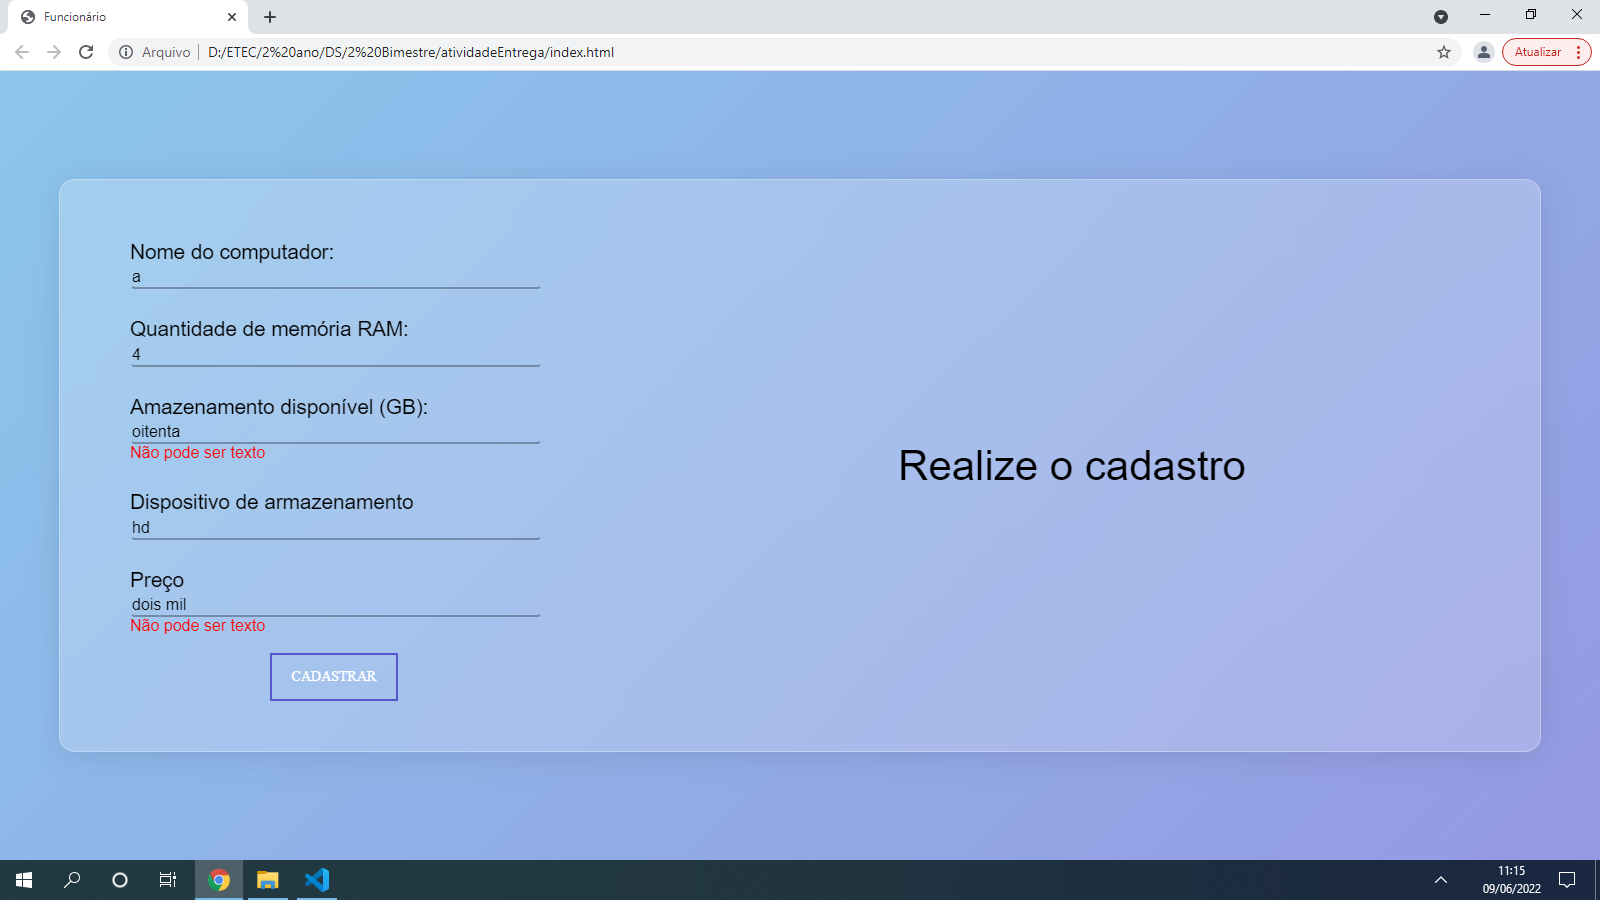 Funcionário
Arquivo D:/ETEC/2%20ano/DS/2%20Bimestre/atividadeEntrega/index.html
Atualizar
Nome do computador:
a
Quantidade de memória RAM:
4
Amazenamento disponível (GB):
oitenta
Não pode ser texto
Dispositivo de armazenamento
hd
Preço
dois mil
Não pode ser texto
CADASTRAR
Realize o cadastro
11:15
09/06/2022